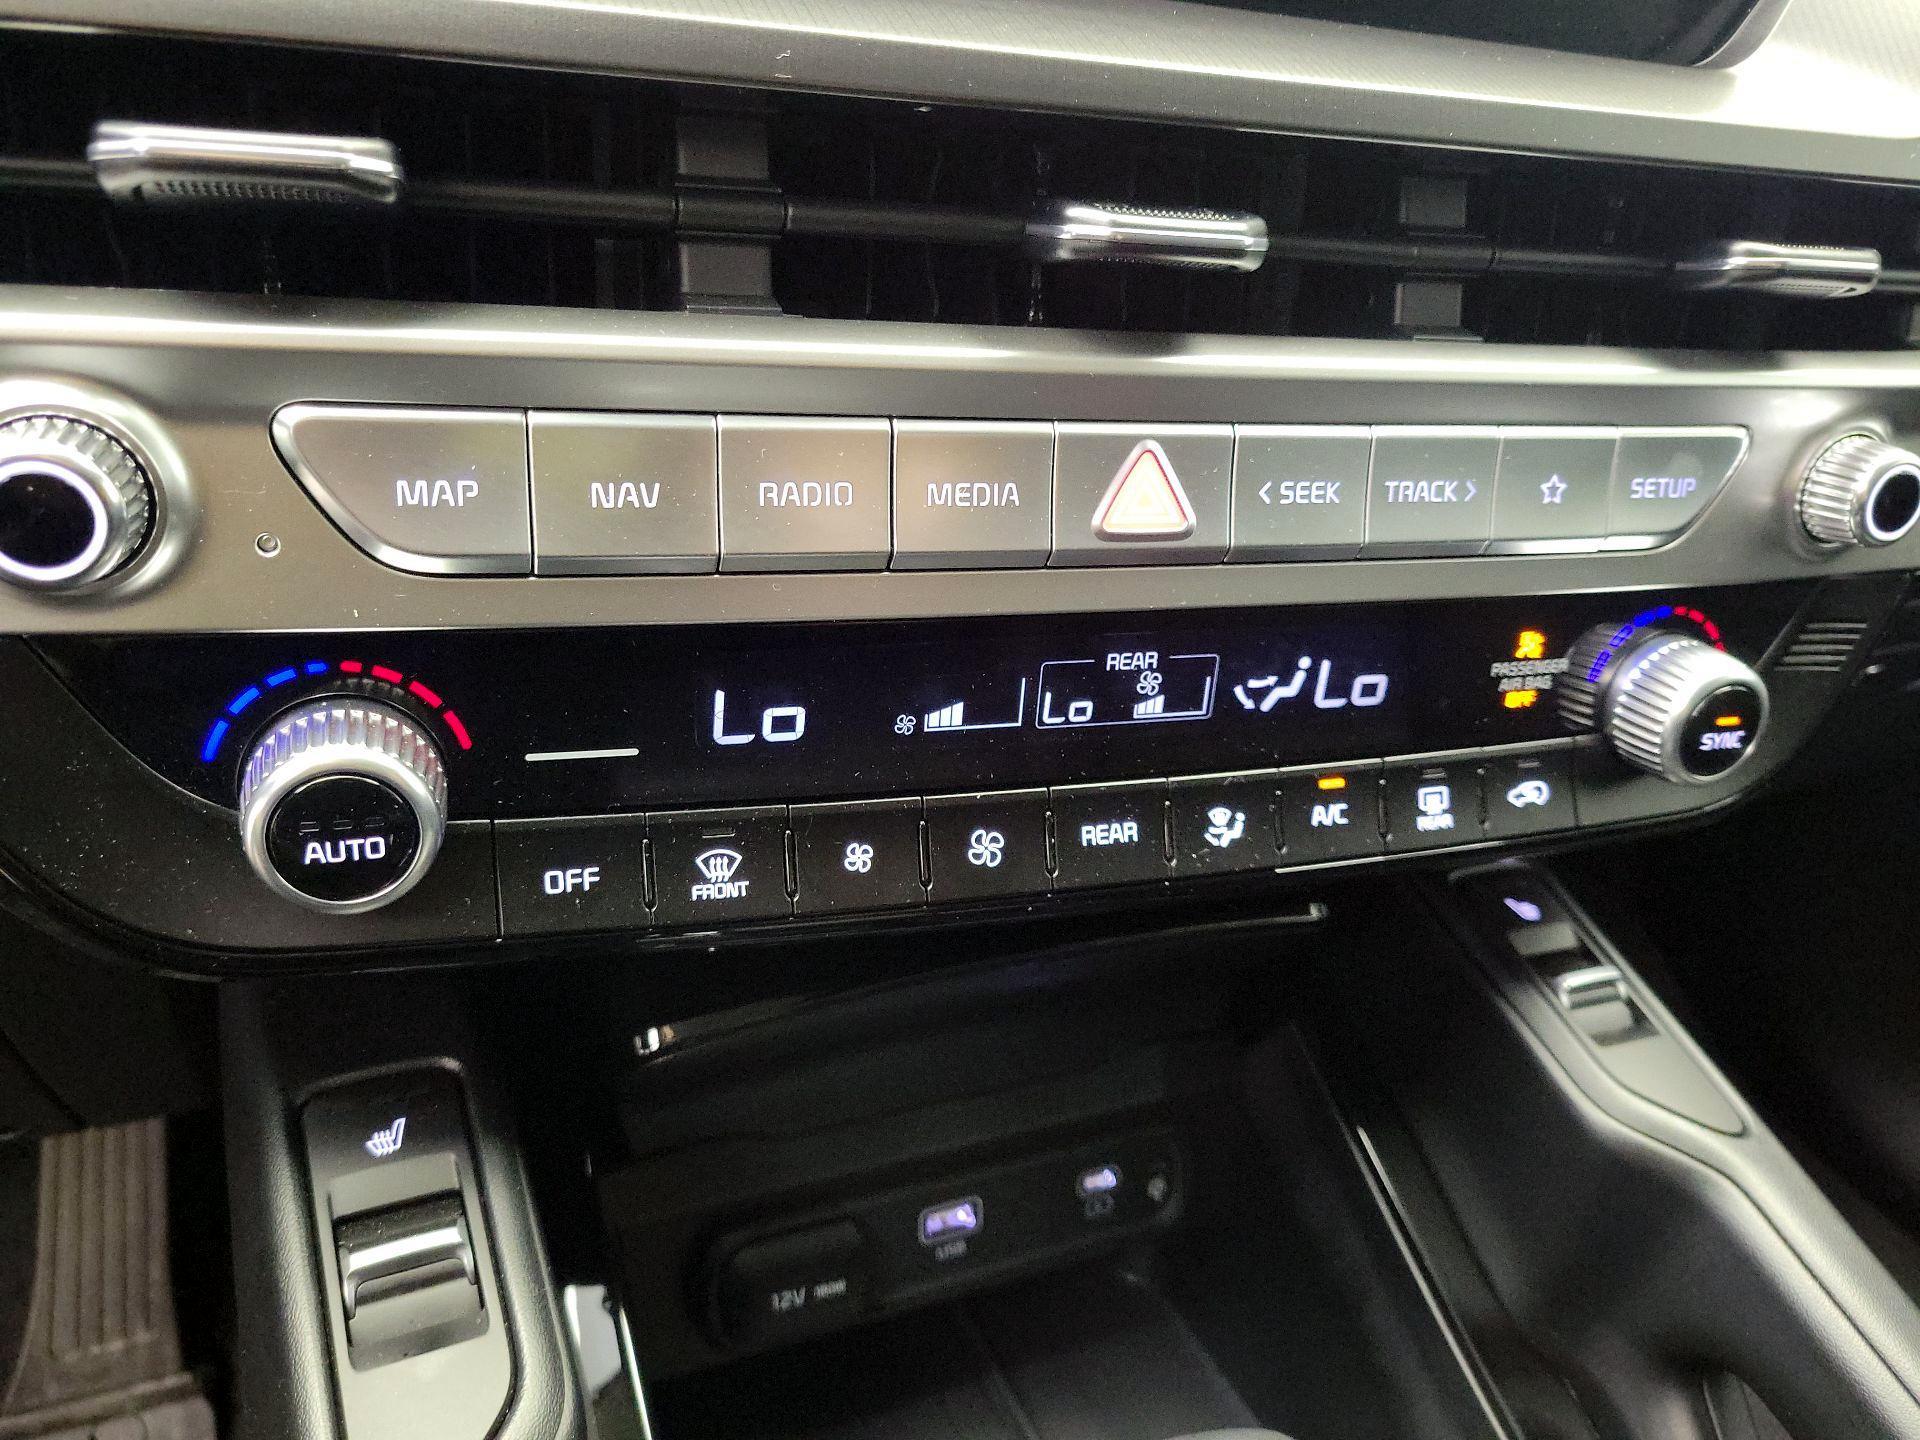 MAP NAV RADIO MEDIA < SEEK TRACK > SETUP
Lo REAR Lo Lo
PASSENGER
AIR BAG
OFF
SYNC
AUTO OFF FRONT REAR A/C REAR
12V 180W
USB